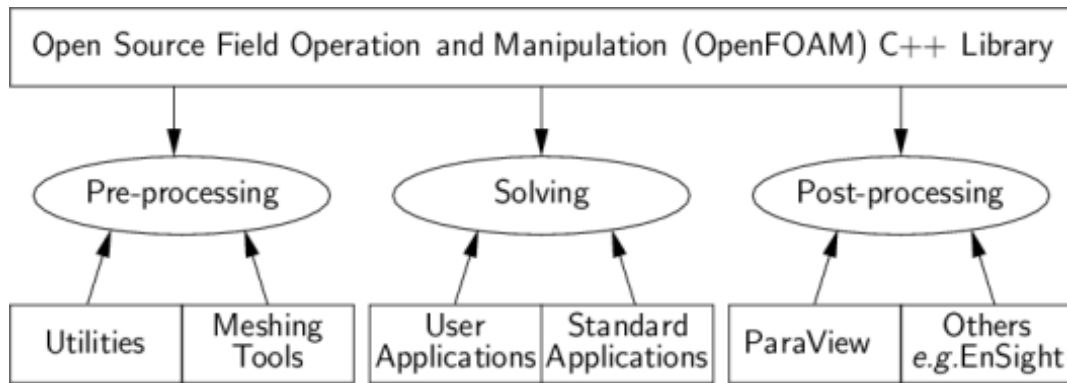 Open Source Field Operation and Manipulation (OpenFOAM) C++ Library
Pre-processing
Solving
Post-processing
Utilities
Meshing
Tools
User
Applications
Standard
Applications
ParaView
Others
e.g.EnSight